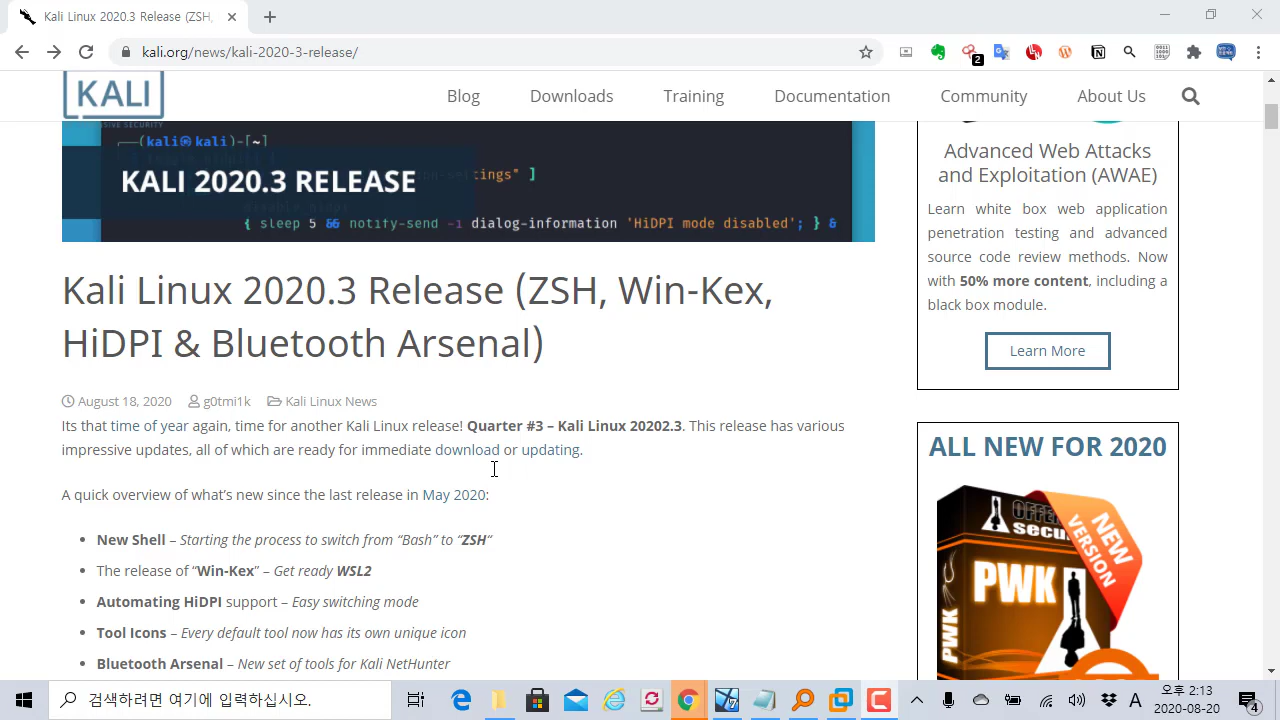 Kali Linux 2020.3 Release (ZSH,
kali.org/news/kali-2020-3-release/
2
KALI
Blog
Downloads
Training
Documentation
Community
About Us
(kali㉿kali)-[~]
KALI 2020.3 RELEASE
{ sleep 5 && notify-send -i dialog-information 'HiDPI mode disabled'; } &
Kali Linux 2020.3 Release (ZSH, Win-Kex,
HiDPI & Bluetooth Arsenal)
August 18, 2020
g0tmi1k
Kali Linux News
Its that time of year again, time for another Kali Linux release! Quarter #3 – Kali Linux 20202.3. This release has various
impressive updates, all of which are ready for immediate download or updating.
A quick overview of what’s new since the last release in May 2020:
• New Shell – Starting the process to switch from “Bash” to “ZSH“
• The release of “Win-Kex” – Get ready WSL2
• Automating HiDPI support – Easy switching mode
• Tool Icons – Every default tool now has its own unique icon
• Bluetooth Arsenal – New set of tools for Kali NetHunter
Advanced Web Attacks
and Exploitation (AWAE)
Learn white box web application
penetration testing and advanced
source code review methods. Now
with 50% more content, including a
black box module.
Learn More
ALL NEW FOR 2020
NEW
VERSION
PWK
PWK
검색하려면 여기에 입력하십시오.
A
오후 2:13
2020-08-20
4